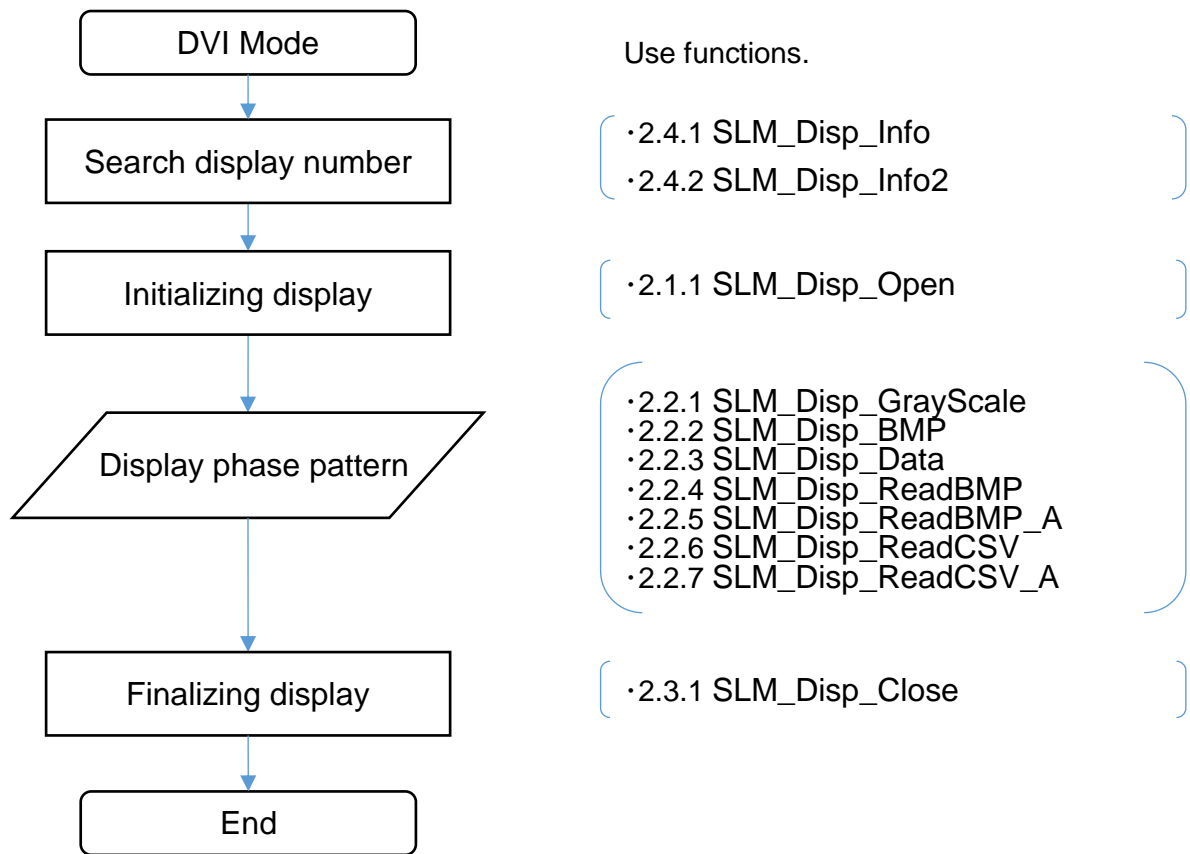 DVI Mode
Use functions.
Search display number
・2.4.1 SLM_Disp_Info
・2.4.2 SLM_Disp_Info2
Initializing display
・2.1.1 SLM_Disp_Open
Display phase pattern
・2.2.1 SLM_Disp_GrayScale
・2.2.2 SLM_Disp_BMP
・2.2.3 SLM_Disp_Data
・2.2.4 SLM_Disp_ReadBMP
・2.2.5 SLM_Disp_ReadBMP_A
・2.2.6 SLM_Disp_ReadCSV
・2.2.7 SLM_Disp_ReadCSV_A
Finalizing display
・2.3.1 SLM_Disp_Close
End